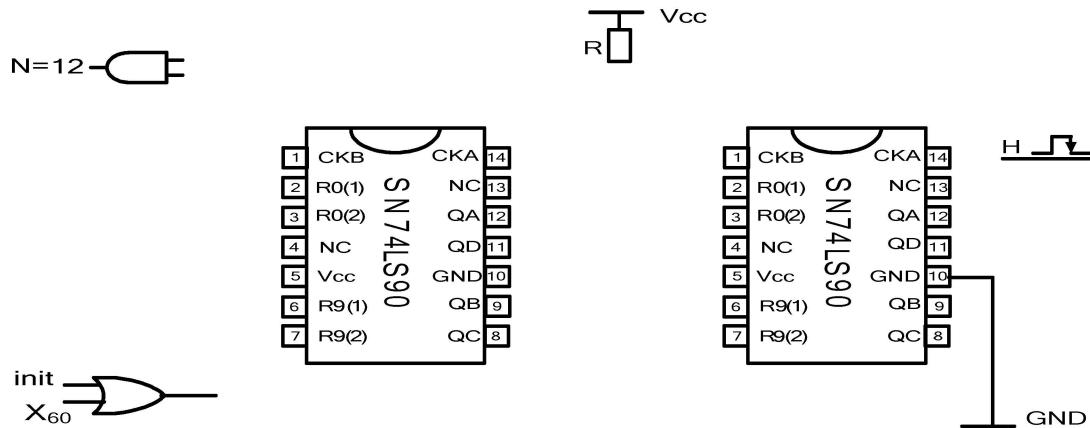 Vcc
R
N=12
1 CKB CKA 14
2 R0(1) NC 13
3 R0(2) QA 12
4 NC QD 11
5 Vcc GND 10
6 R9(1) QB 9
7 R9(2) QC 8
SN74LS90
1 CKB CKA 14
2 R0(1) NC 13
3 R0(2) QA 12
4 NC QD 11
5 Vcc GND 10
6 R9(1) QB 9
7 R9(2) QC 8
SN74LS90
H
init
X60
GND